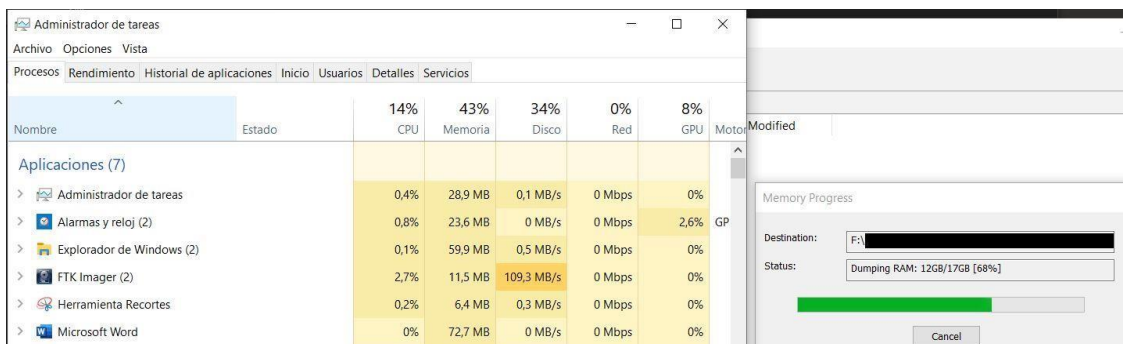 Administrador de tareas
Archivo Opciones Vista
Procesos Rendimiento Historial de aplicaciones Inicio Usuarios Detalles Servicios
14% 43% 34% 0% 8%
Nombre Estado CPU Memoria Disco Red GPU Motor
Aplicaciones (7)
Administrador de tareas 0,4% 28,9 MB 0,1 MB/s 0 Mbps 0%
Alarmas y reloj (2) 0,8% 23,6 MB 0 MB/s 0 Mbps 2,6% GP
Explorador de Windows (2) 0,1% 59,9 MB 0,5 MB/s 0 Mbps 0%
FTK Imager (2) 2,7% 11,5 MB 109,3 MB/s 0 Mbps 0%
Herramienta Recortes 0,2% 6,4 MB 0,3 MB/s 0 Mbps 0%
Microsoft Word 0% 72,7 MB 0 MB/s 0 Mbps 0%
Modified
Memory Progress
Destination: F:\
Status: Dumping RAM: 12GB/17GB [68%]
Cancel